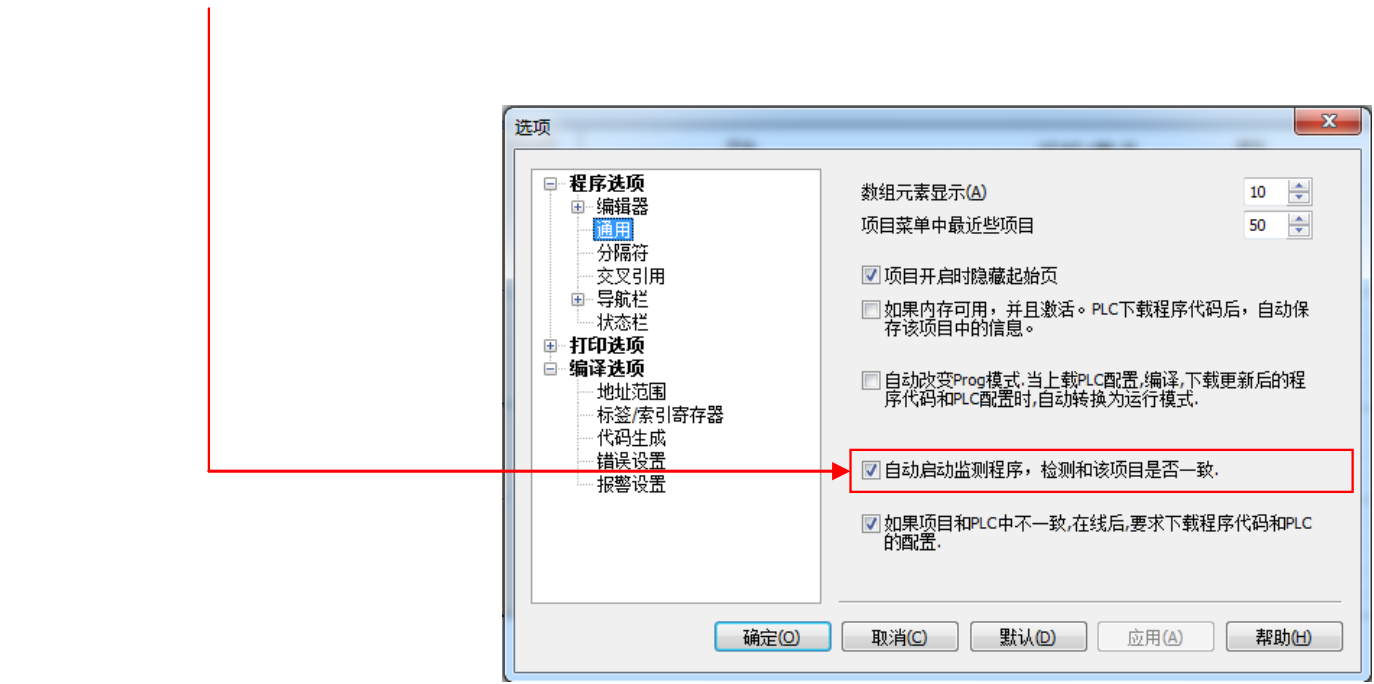 选项
程序选项
编辑器
通用
分隔符
交叉引用
导航栏
状态栏
打印选项
编译选项
地址范围
标签/索引寄存器
代码生成
错误设置
报警设置
数组元素显示(A)
10
项目菜单中最近些项目
50
项目开启时隐藏起始页
如果内存可用，并且激活。PLC下载程序代码后，自动保
存该项目中的信息。
自动改变Prog模式.当上载PLC配置,编译,下载更新后的程
序代码和PLC配置时,自动转换为运行模式.
自动启动监测程序，检测和该项目是否一致.
如果项目和PLC中不一致,在线后,要求下载程序代码和PLC
的配置.
确定(O)
取消(C)
默认(D)
应用(A)
帮助(H)